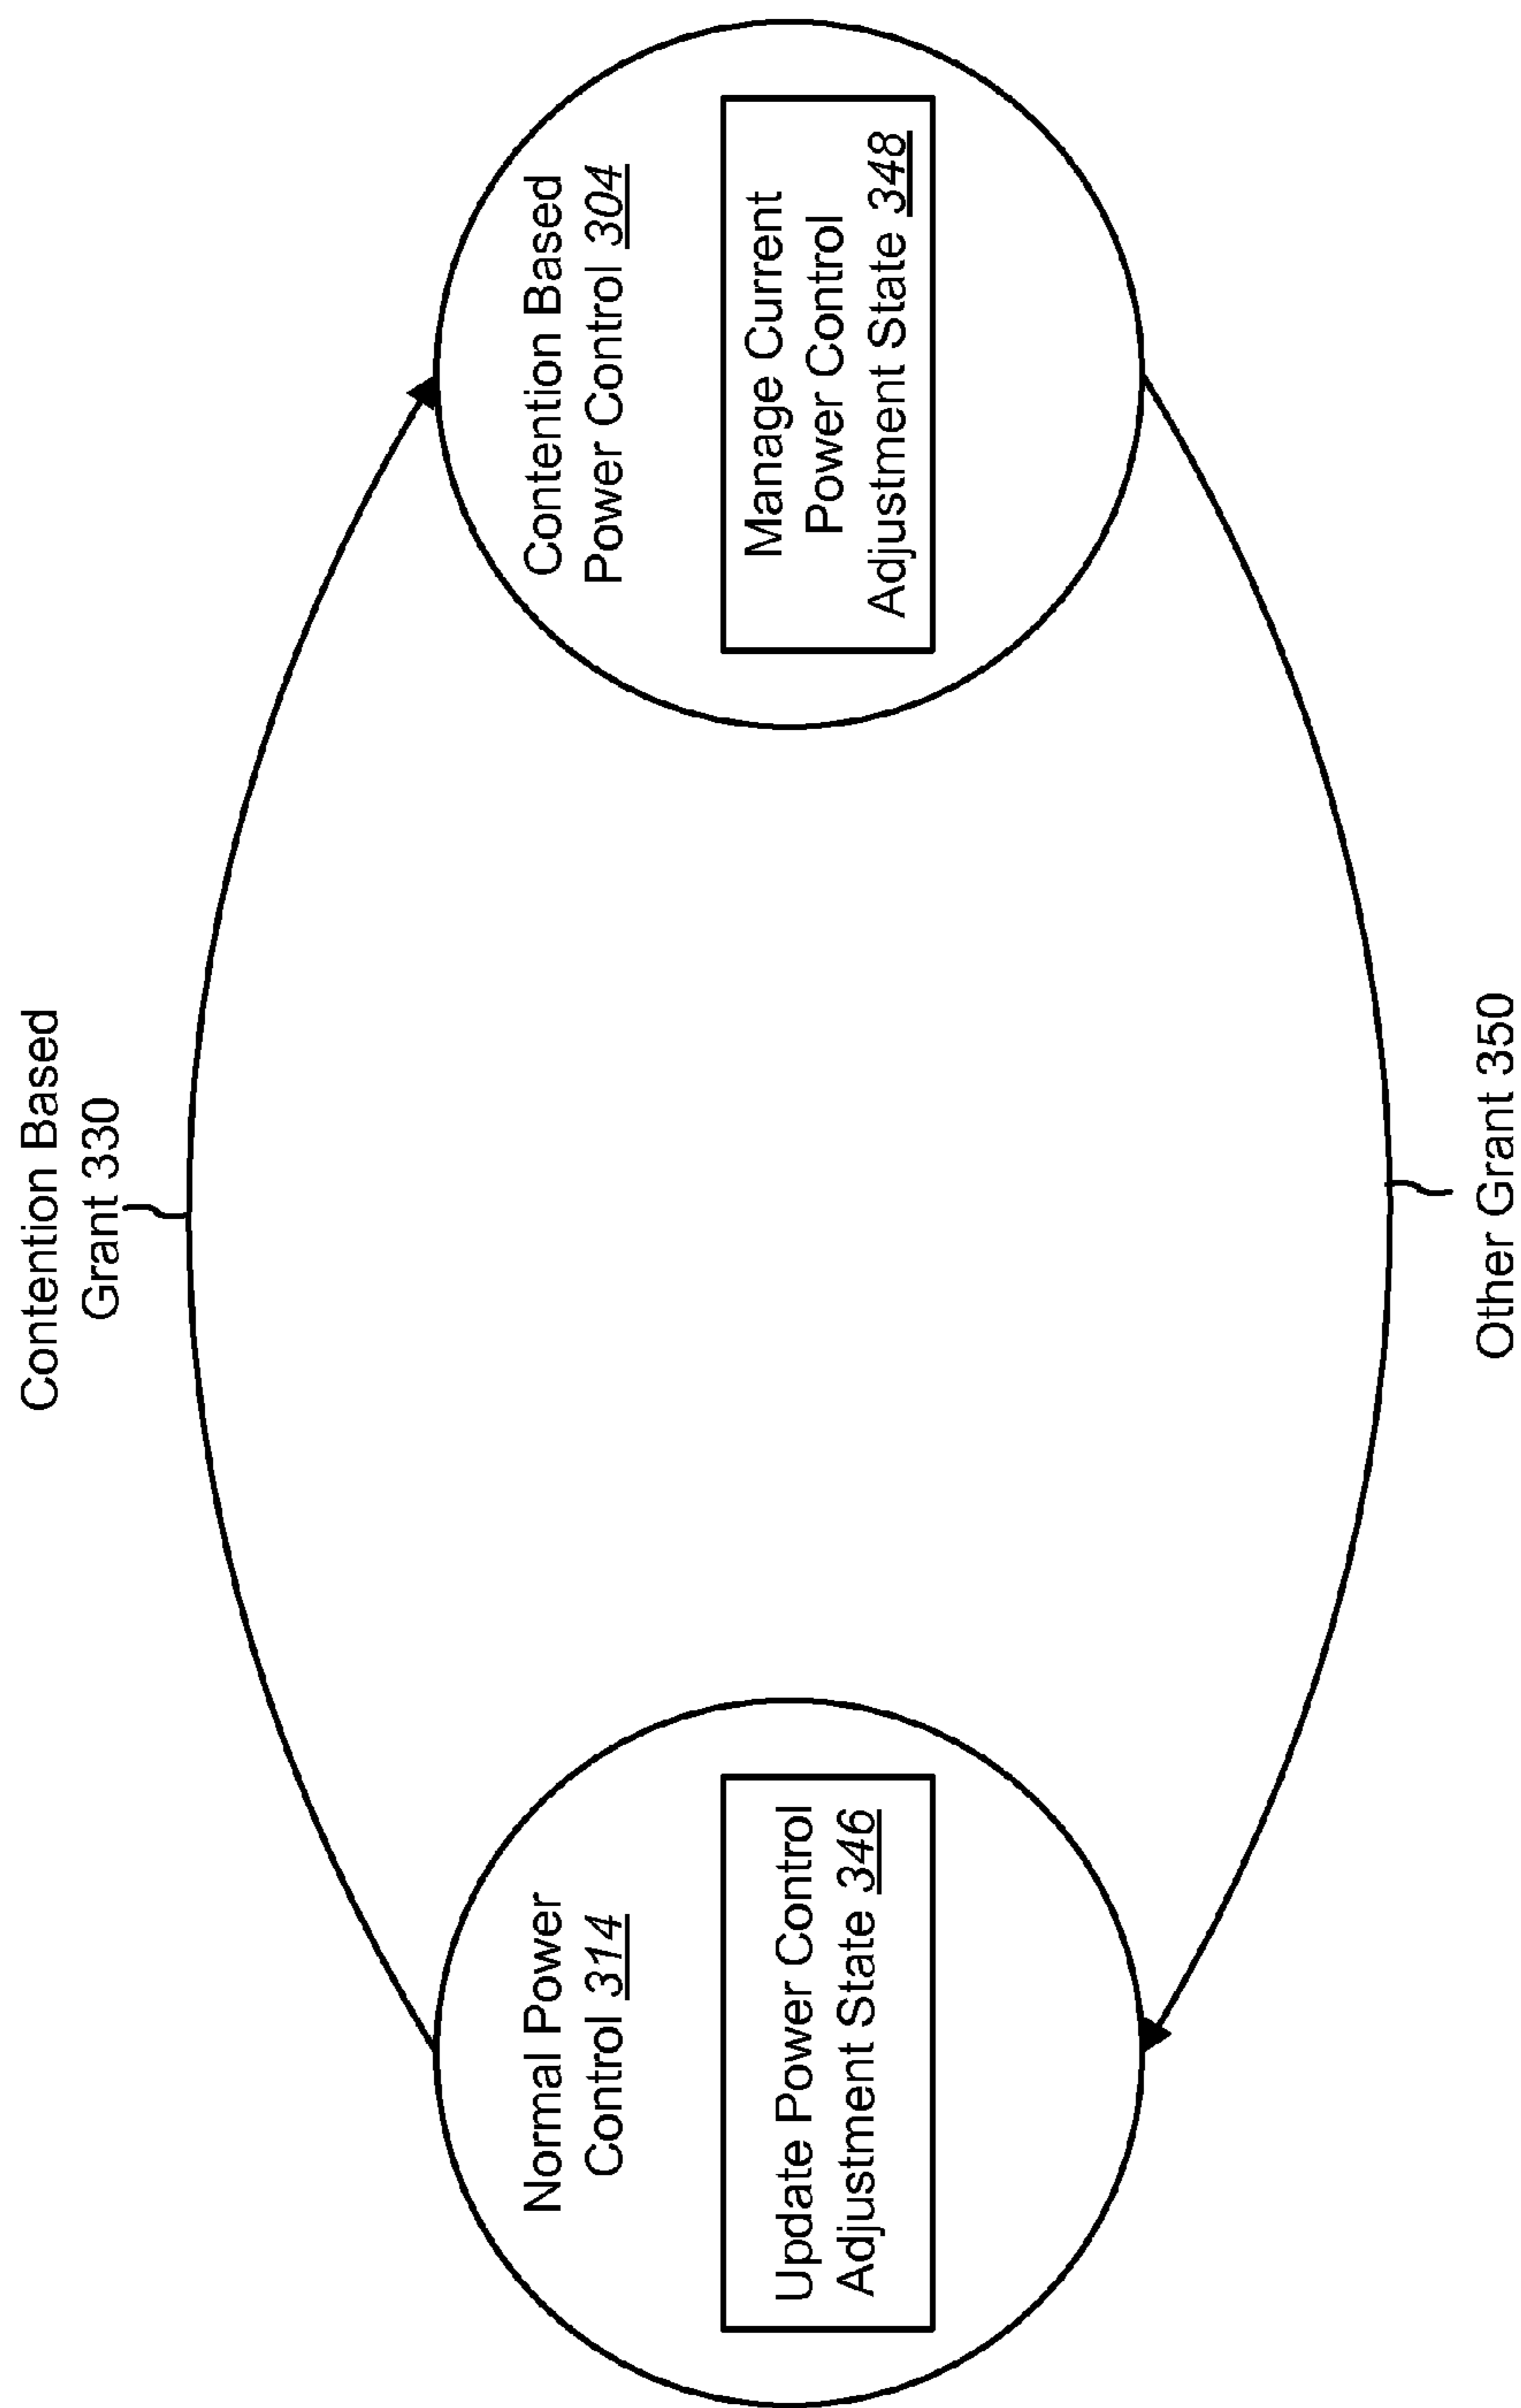 Contention Based
Grant 330
Normal Power
Control 314
Update Power Control
Adjustment State 346
Contention Based
Power Control 304
Manage Current
Power Control
Adjustment State 348
Other Grant 350